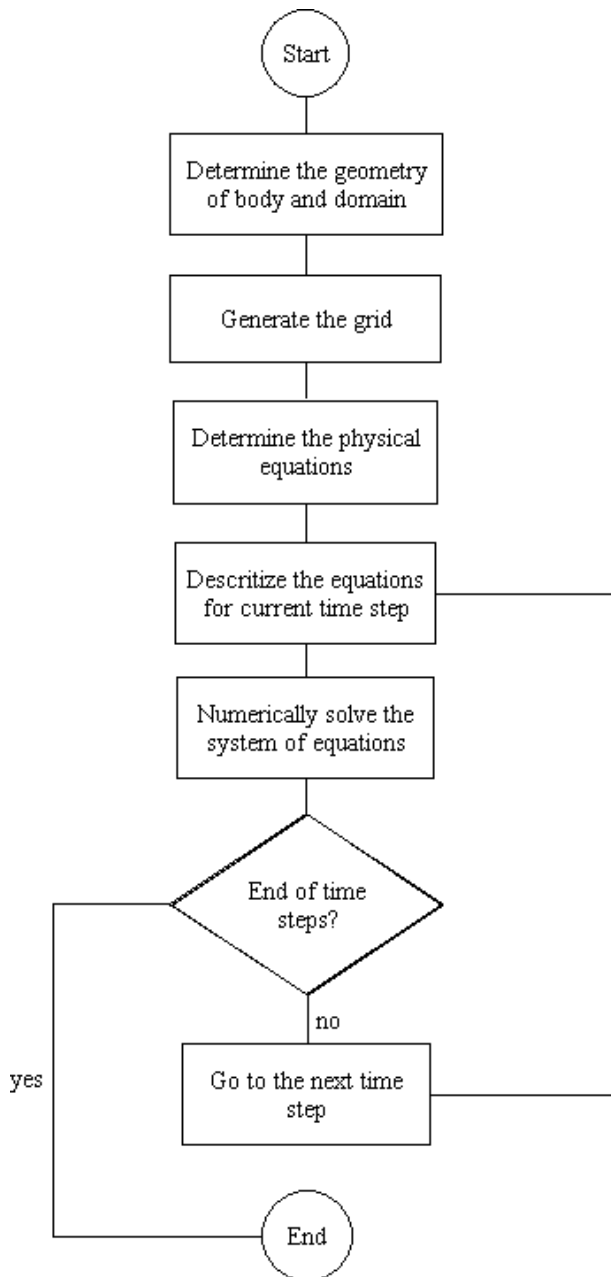 Start
Determine the geometry
of body and domain
Generate the grid
Determine the physical
equations
Descritize the equations
for current time step
Numerically solve the
system of equations
End of time
steps?
no
yes
Go to the next time
step
End